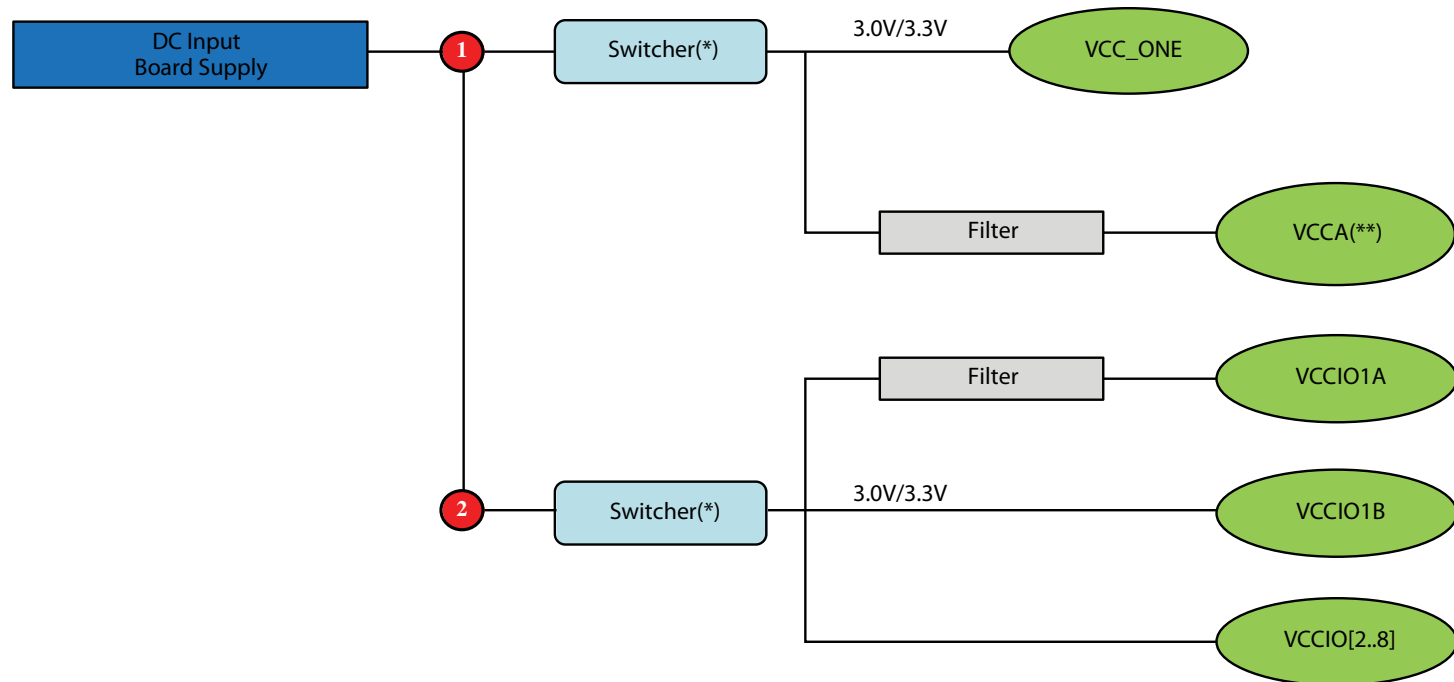 DC Input
Board Supply
1
Switcher(*)
3.0V/3.3V
VCC_ONE
Filter
VCCA(**)
Filter
VCCIO1A
2
Switcher(*)
3.0V/3.3V
VCCIO1B
VCCIO[2..8]